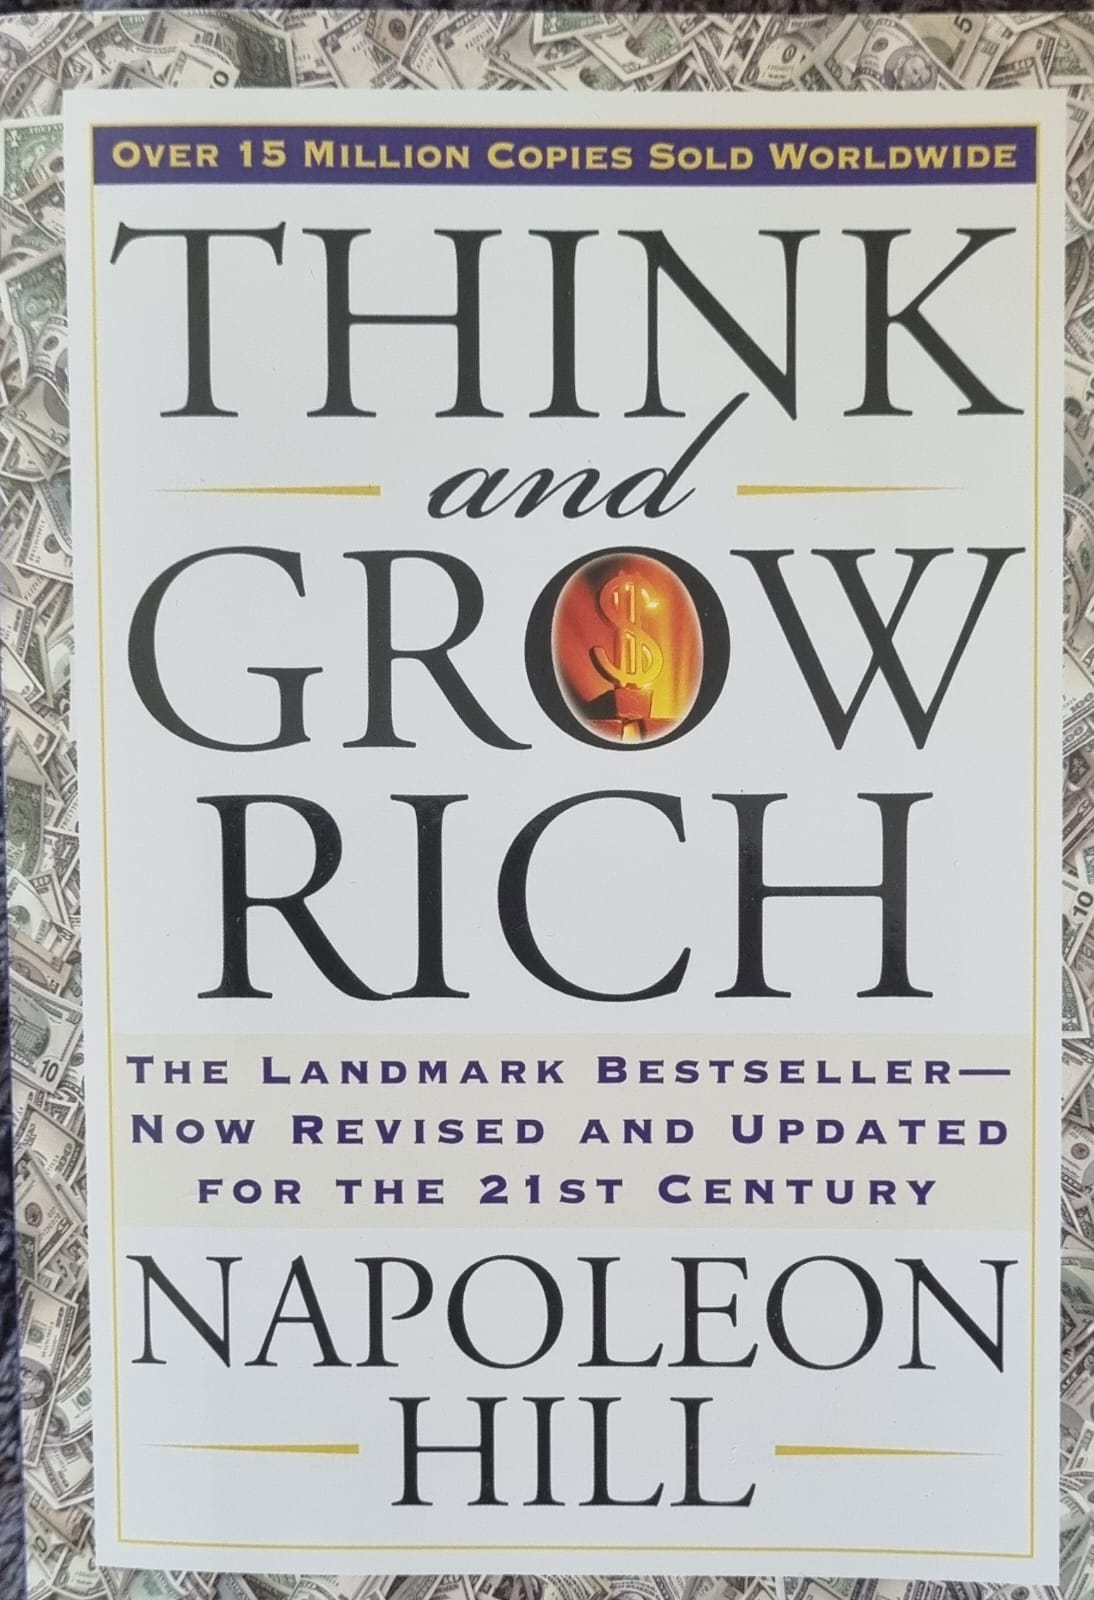 OVER 15 MILLION COPIES SOLD WORLDWIDE
THINK
and
GROW
RICH
THE LANDMARK BESTSELLER—
NOW REVISED AND UPDATED
FOR THE 21ST CENTURY
NAPOLEON
HILL